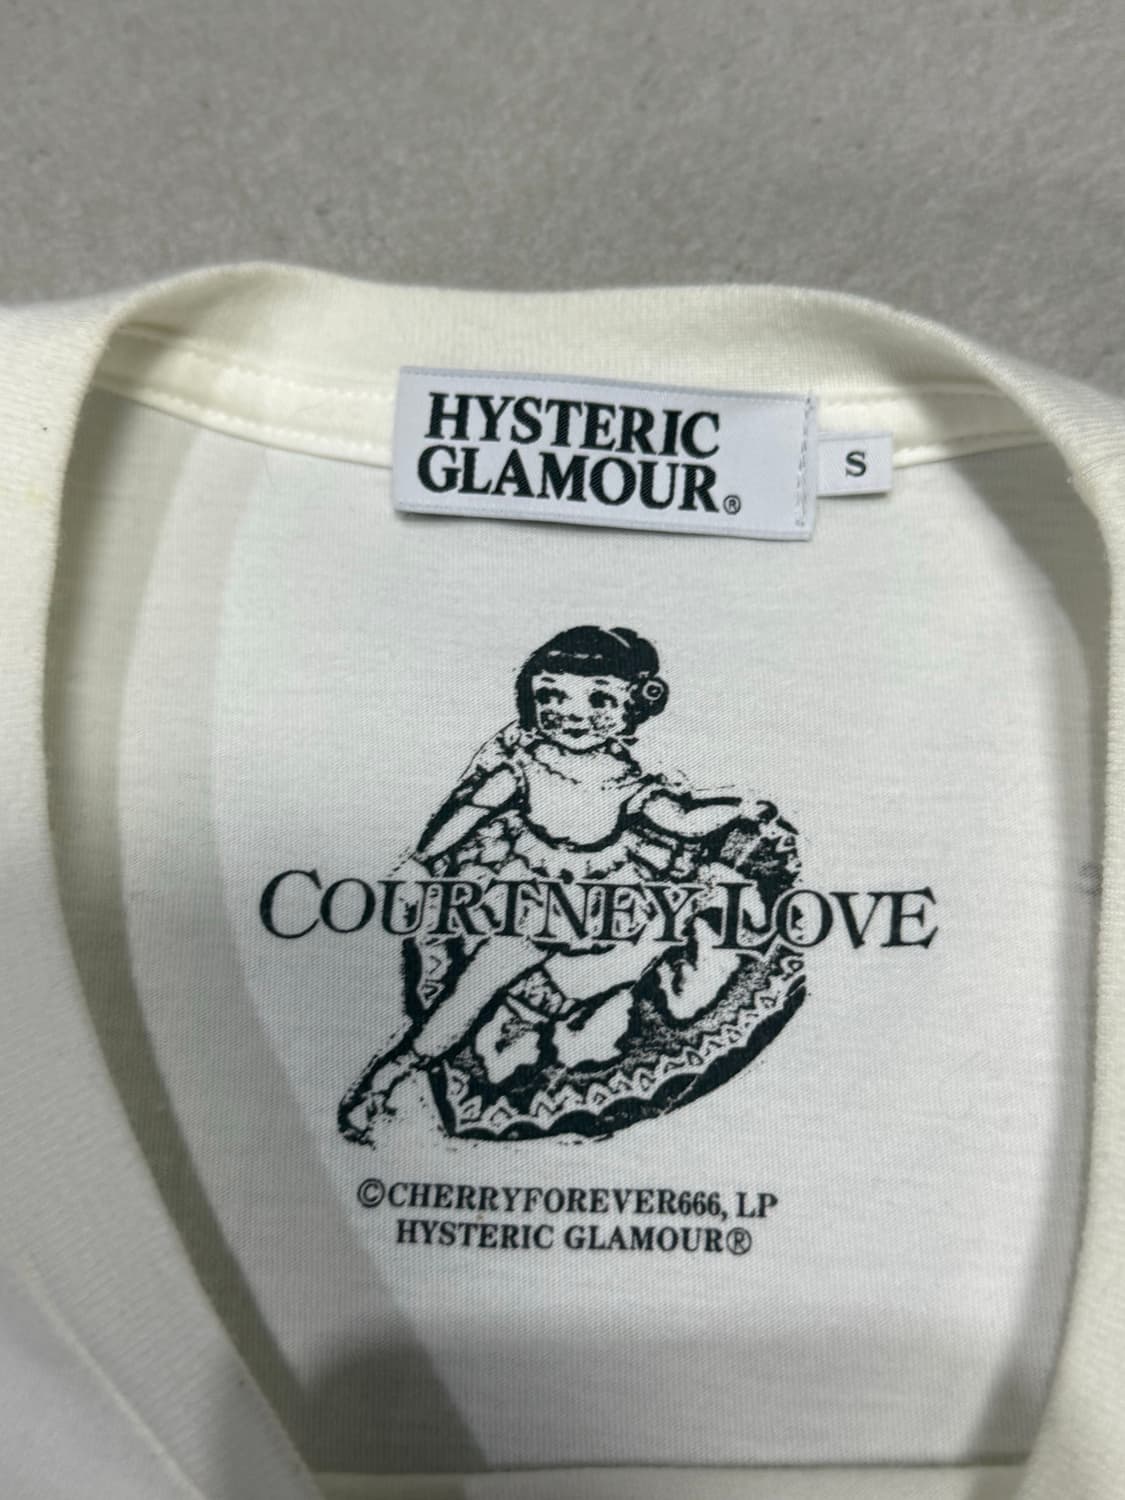 HYSTERIC
GLAMOUR®
S
COURTNEY LOVE
©CHERRYFOREVER666, LP
HYSTERIC GLAMOUR®